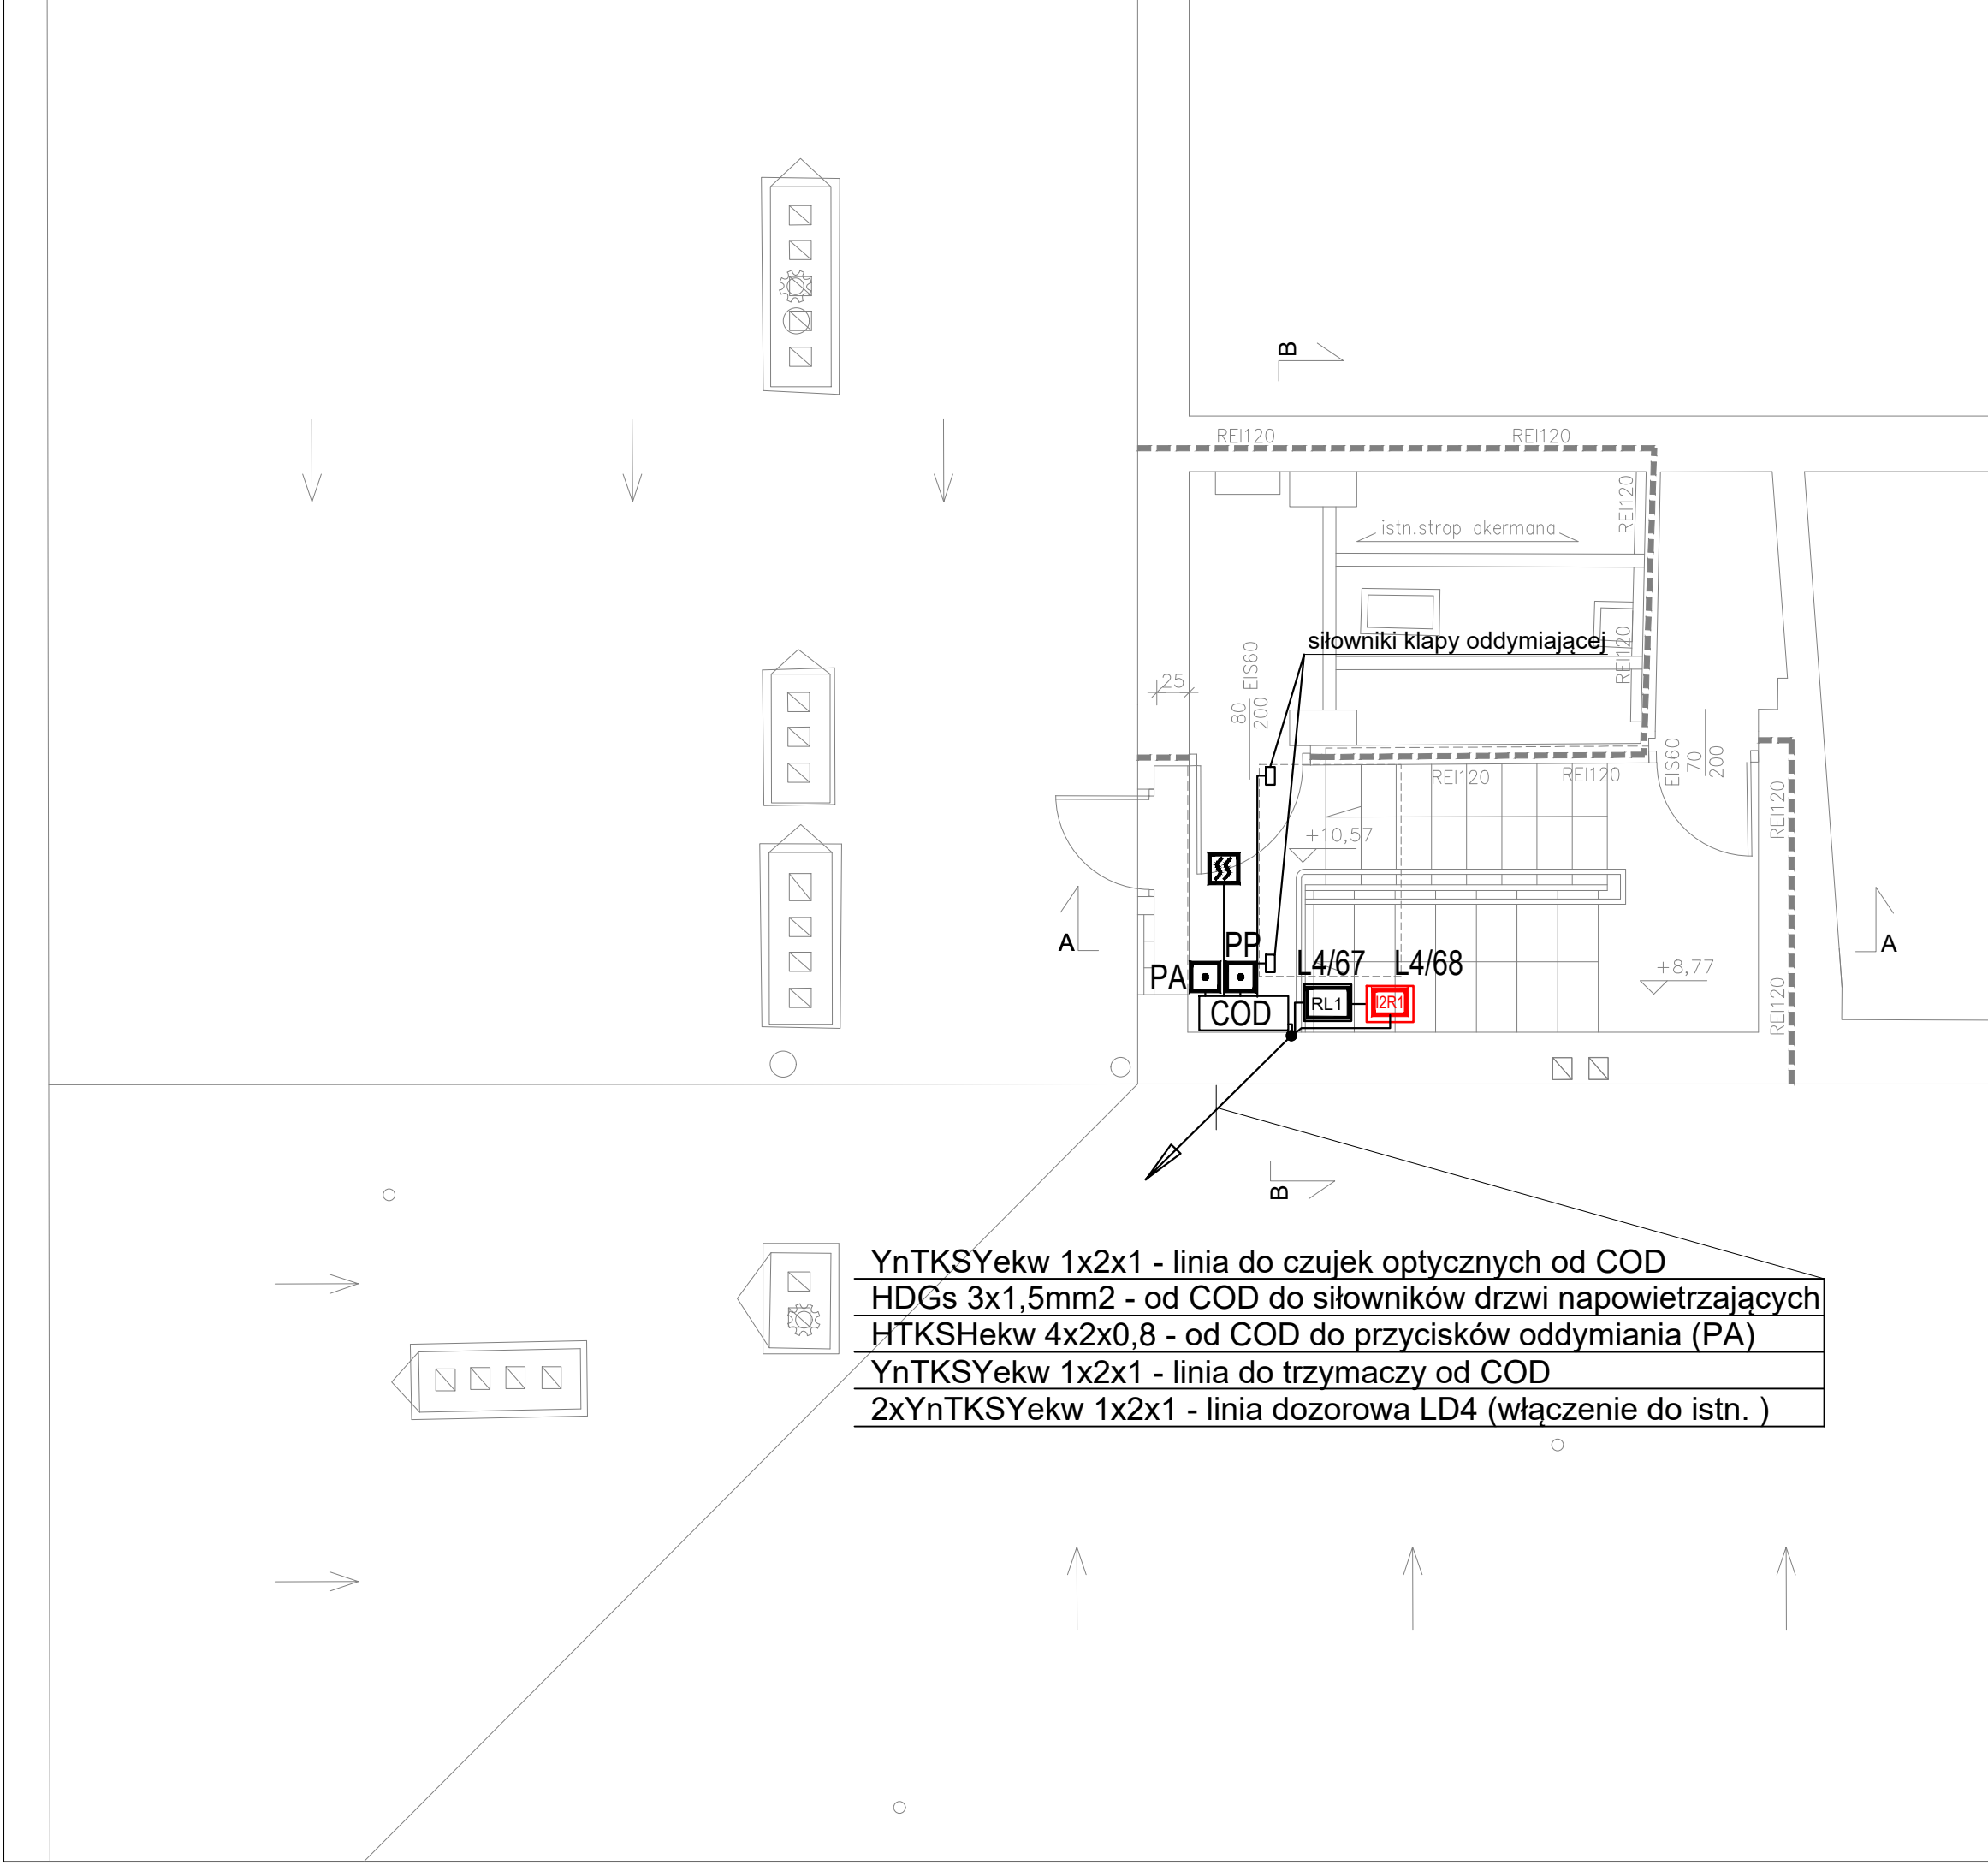 B
REI120
REI120
REI120
istn.strop akermana
REI120
siłowniki klapy oddymiającej
25
80
200
EIS60
EIS60
70
200
REI120
REI120
REI120
+10,57
A
A
PP
PA
L4/67
L4/68
+8,77
COD
RL1
I2R1
REI120
B
YnTKSYekw 1x2x1 - linia do czujek optycznych od COD
HDGs 3x1,5mm2 - od COD do siłowników drzwi napowietrzających
HTKSHekw 4x2x0,8 - od COD do przycisków oddymiania (PA)
YnTKSYekw 1x2x1 - linia do trzymaczy od COD
2xYnTKSYekw 1x2x1 - linia dozorowa LD4 (włączenie do istn. )